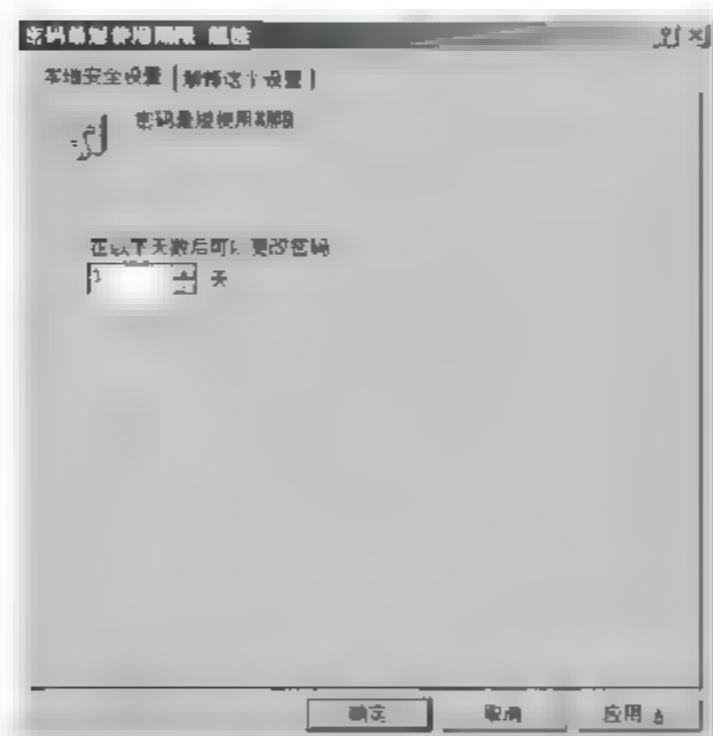 密码最短使用期限 属性
本地安全设置 解释这个设置
密码最短使用期限
在以下天数后可以更改密码
天
确定 取消 应用 A